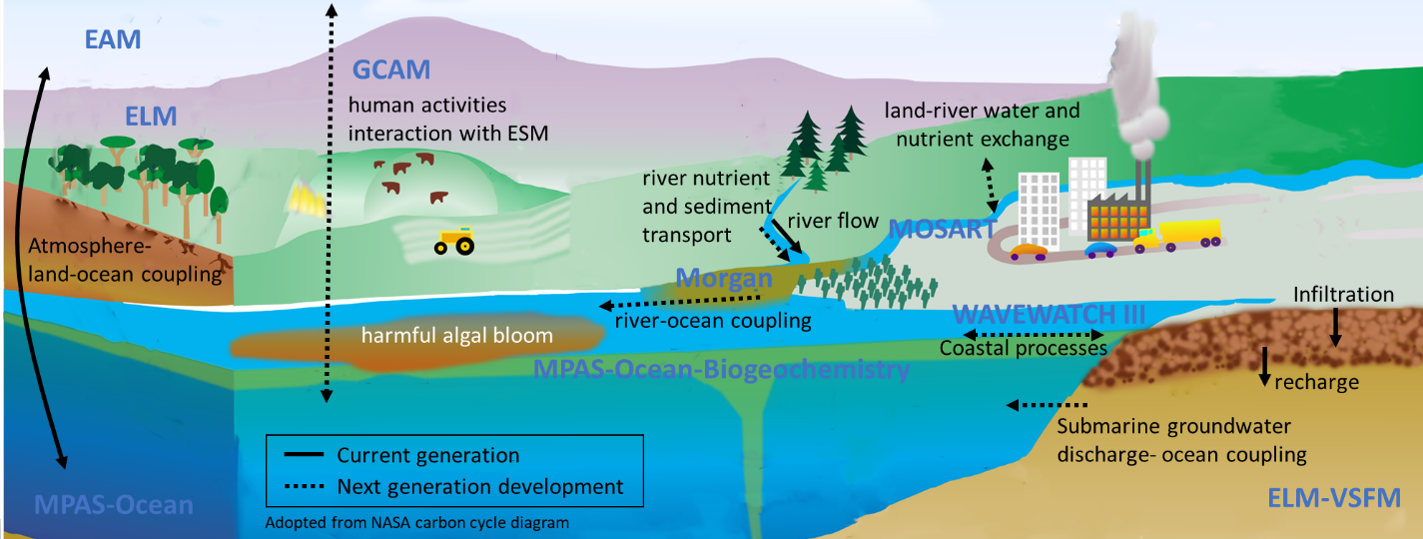 EAM
GCAM
human activities
interaction with ESM
ELM
land-river water and
nutrient exchange
river nutrient
and sediment
transport
river flow
MOSART
Atmosphere-
land-ocean coupling
Morgan
river-ocean coupling
harmful algal bloom
WAVEWATCH III
Coastal processes
Infiltration
MPAS-Ocean-Biogeochemistry
recharge
Submarine groundwater
discharge- ocean coupling
Current generation
Next generation development
Adopted from NASA carbon cycle diagram
MPAS-Ocean
ELM-VSFM